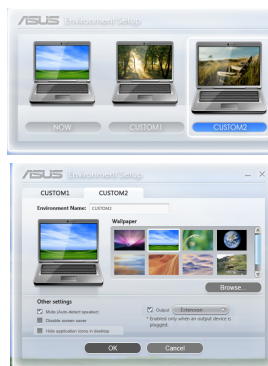 /SUS Environment Setup
NOW CUSTOM1 CUSTOM2
/SUS Environment Setup
CUSTOM1 CUSTOM2
Environment Name: CUSTOM2
Wallpaper
Browse...
Other settings
Mute (Auto-detect speaker)
Disable screen saver
Hide application icons in desktop
Output Extension
* Enabled only when an output device is
plugged.
OK Cancel